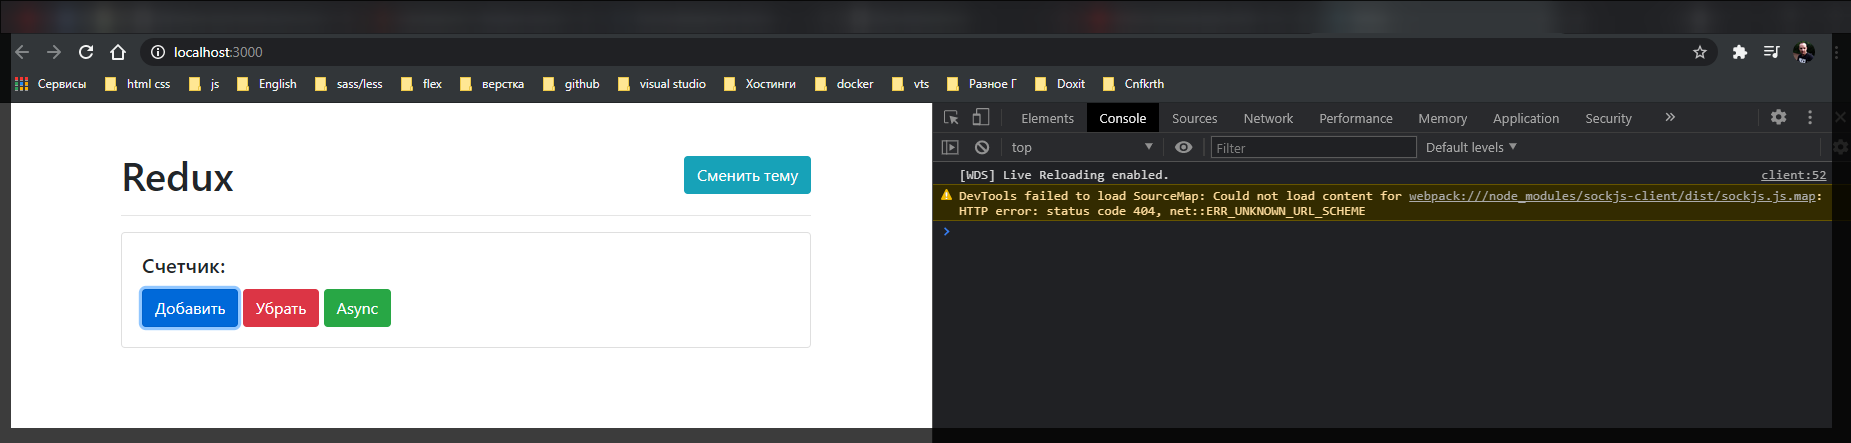 localhost:3000
Сервисы html css js English sass/less flex верстка github visual studio Хостинги docker vts Разное Г Doxit Cnfkrth
Redux
Сменить тему
Счетчик:
Добавить Убрать Async
Elements Console Sources Network Performance Memory Application Security »
top Filter Default levels
[WDS] Live Reloading enabled. client:52
DevTools failed to load SourceMap: Could not load content for webpack:///node_modules/sockjs-client/dist/sockjs.js.map:
HTTP error: status code 404, net::ERR_UNKNOWN_URL_SCHEME